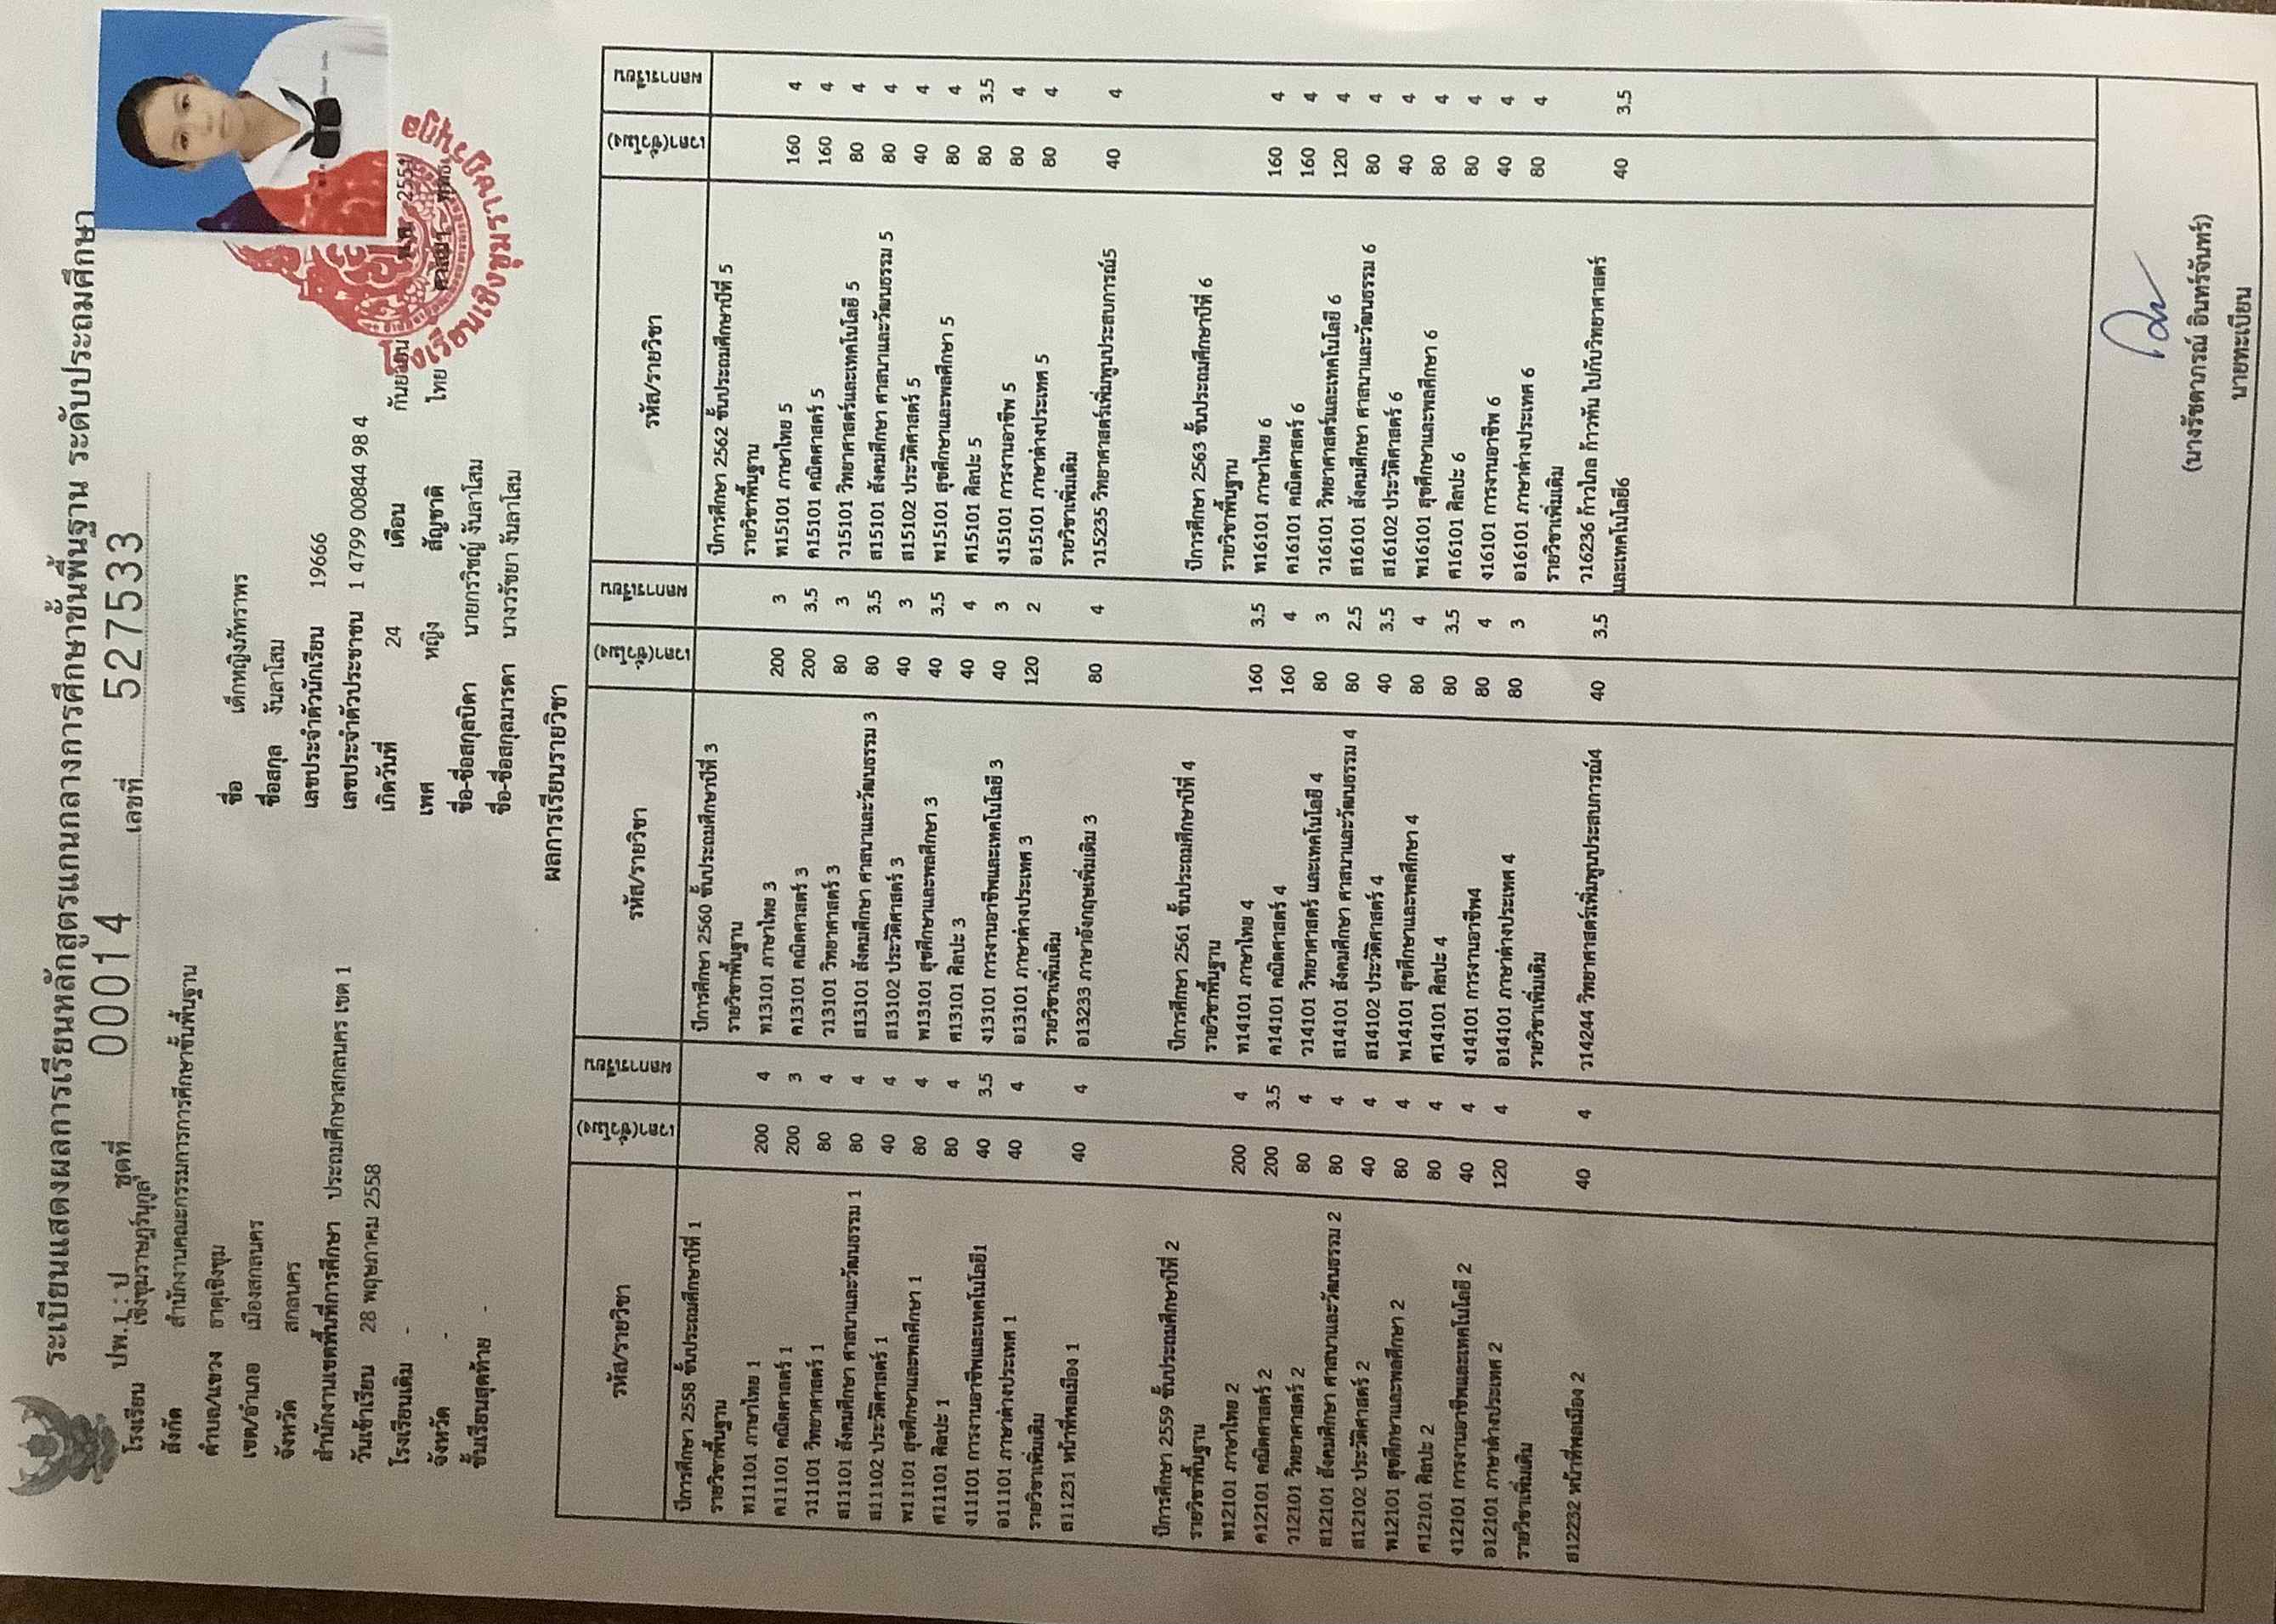 ระเบียนแสดงผลการเรียนหลักสูตรแกนกลางการศึกษาขั้นพื้นฐาน ระดับประถมศึกษา
ปพ.1 : ป ชุดที่ 00014 เลขที่ 527533
โรงเรียน เชิงชุมราษฎร์นุกูล
สังกัด สำนักงานคณะกรรมการการศึกษาขั้นพื้นฐาน
ตำบล/แขวง ธาตุเชิงชุม
เขต/อำเภอ เมืองสกลนคร
จังหวัด สกลนคร
สำนักงานเขตพื้นที่การศึกษา ประถมศึกษาสกลนคร เขต 1
วันเข้าเรียน 28 พฤษภาคม 2558
โรงเรียนเดิม -
จังหวัด -
ชั้นเรียนสุดท้าย -
ชื่อ เด็กหญิงภัทราพร
ชื่อสกุล งันลาโสม
เลขประจำตัวนักเรียน 19666
เลขประจำตัวประชาชน 1 4799 00844 98 4
เกิดวันที่ 24 เดือน กันยายน พ.ศ. 2551
เพศ หญิง สัญชาติ ไทย ศาสนา พุทธ
ชื่อ-ชื่อสกุลบิดา นายกรวิชญ์ งันลาโสม
ชื่อ-ชื่อสกุลมารดา นางวรัชยา งันลาโสม
ผลการเรียนรายวิชา
รหัส/รายวิชา เวลา(ชั่วโมง) ผลการเรียน
ปีการศึกษา 2558 ชั้นประถมศึกษาปีที่ 1
รายวิชาพื้นฐาน
ท11101 ภาษาไทย 1 200 4
ค11101 คณิตศาสตร์ 1 200 3
ว11101 วิทยาศาสตร์ 1 80 4
ส11101 สังคมศึกษา ศาสนาและวัฒนธรรม 1 80 4
ส11102 ประวัติศาสตร์ 1 40 4
พ11101 สุขศึกษาและพลศึกษา 1 80 4
ศ11101 ศิลปะ 1 80 4
ง11101 การงานอาชีพและเทคโนโลยี1 40 3.5
อ11101 ภาษาต่างประเทศ 1 40 4
รายวิชาเพิ่มเติม
ส11231 หน้าที่พลเมือง 1 40 4
ปีการศึกษา 2559 ชั้นประถมศึกษาปีที่ 2
รายวิชาพื้นฐาน
ท12101 ภาษาไทย 2 200 4
ค12101 คณิตศาสตร์ 2 200 3.5
ว12101 วิทยาศาสตร์ 2 80 4
ส12101 สังคมศึกษา ศาสนาและวัฒนธรรม 2 80 4
ส12102 ประวัติศาสตร์ 2 40 4
พ12101 สุขศึกษาและพลศึกษา 2 80 4
ศ12101 ศิลปะ 2 80 4
ง12101 การงานอาชีพและเทคโนโลยี 2 40 4
อ12101 ภาษาต่างประเทศ 2 120 4
รายวิชาเพิ่มเติม
ส12232 หน้าที่พลเมือง 2 40 4
รหัส/รายวิชา เวลา(ชั่วโมง) ผลการเรียน
ปีการศึกษา 2560 ชั้นประถมศึกษาปีที่ 3
รายวิชาพื้นฐาน
ท13101 ภาษาไทย 3 200 3
ค13101 คณิตศาสตร์ 3 200 3.5
ว13101 วิทยาศาสตร์ 3 80 3
ส13101 สังคมศึกษา ศาสนาและวัฒนธรรม 3 80 3.5
ส13102 ประวัติศาสตร์ 3 40 3
พ13101 สุขศึกษาและพลศึกษา 3 40 3.5
ศ13101 ศิลปะ 3 40 4
ง13101 การงานอาชีพและเทคโนโลยี 3 40 3
อ13101 ภาษาต่างประเทศ 3 120 2
รายวิชาเพิ่มเติม
อ13233 ภาษาอังกฤษเพิ่มเติม 3 80 4
ปีการศึกษา 2561 ชั้นประถมศึกษาปีที่ 4
รายวิชาพื้นฐาน
ท14101 ภาษาไทย 4 160 3.5
ค14101 คณิตศาสตร์ 4 160 4
ว14101 วิทยาศาสตร์ และเทคโนโลยี 4 80 3
ส14101 สังคมศึกษา ศาสนาและวัฒนธรรม 4 80 2.5
ส14102 ประวัติศาสตร์ 4 40 3.5
พ14101 สุขศึกษาและพลศึกษา 4 80 4
ศ14101 ศิลปะ 4 80 3.5
ง14101 การงานอาชีพ4 80 4
อ14101 ภาษาต่างประเทศ 4 80 3
รายวิชาเพิ่มเติม
ว14244 วิทยาศาสตร์เพิ่มพูนประสบการณ์4 40 3.5
รหัส/รายวิชา เวลา(ชั่วโมง) ผลการเรียน
ปีการศึกษา 2562 ชั้นประถมศึกษาปีที่ 5
รายวิชาพื้นฐาน
ท15101 ภาษาไทย 5 160 4
ค15101 คณิตศาสตร์ 5 160 4
ว15101 วิทยาศาสตร์และเทคโนโลยี 5 80 4
ส15101 สังคมศึกษา ศาสนาและวัฒนธรรม 5 80 4
ส15102 ประวัติศาสตร์ 5 40 4
พ15101 สุขศึกษาและพลศึกษา 5 80 4
ศ15101 ศิลปะ 5 80 3.5
ง15101 การงานอาชีพ 5 80 4
อ15101 ภาษาต่างประเทศ 5 80 4
รายวิชาเพิ่มเติม
ว15235 วิทยาศาสตร์เพิ่มพูนประสบการณ์5 40 4
ปีการศึกษา 2563 ชั้นประถมศึกษาปีที่ 6
รายวิชาพื้นฐาน
ท16101 ภาษาไทย 6 160 4
ค16101 คณิตศาสตร์ 6 160 4
ว16101 วิทยาศาสตร์และเทคโนโลยี 6 120 4
ส16101 สังคมศึกษา ศาสนาและวัฒนธรรม 6 80 4
ส16102 ประวัติศาสตร์ 6 40 4
พ16101 สุขศึกษาและพลศึกษา 6 80 4
ศ16101 ศิลปะ 6 80 4
ง16101 การงานอาชีพ 6 40 4
อ16101 ภาษาต่างประเทศ 6 80 4
รายวิชาเพิ่มเติม
ว16236 ก้าวไกล ก้าวทัน ไปกับวิทยาศาสตร์ 40 3.5
และเทคโนโลยี6
(นางรัชดาภรณ์ อินทร์จันทร์)
นายทะเบียน